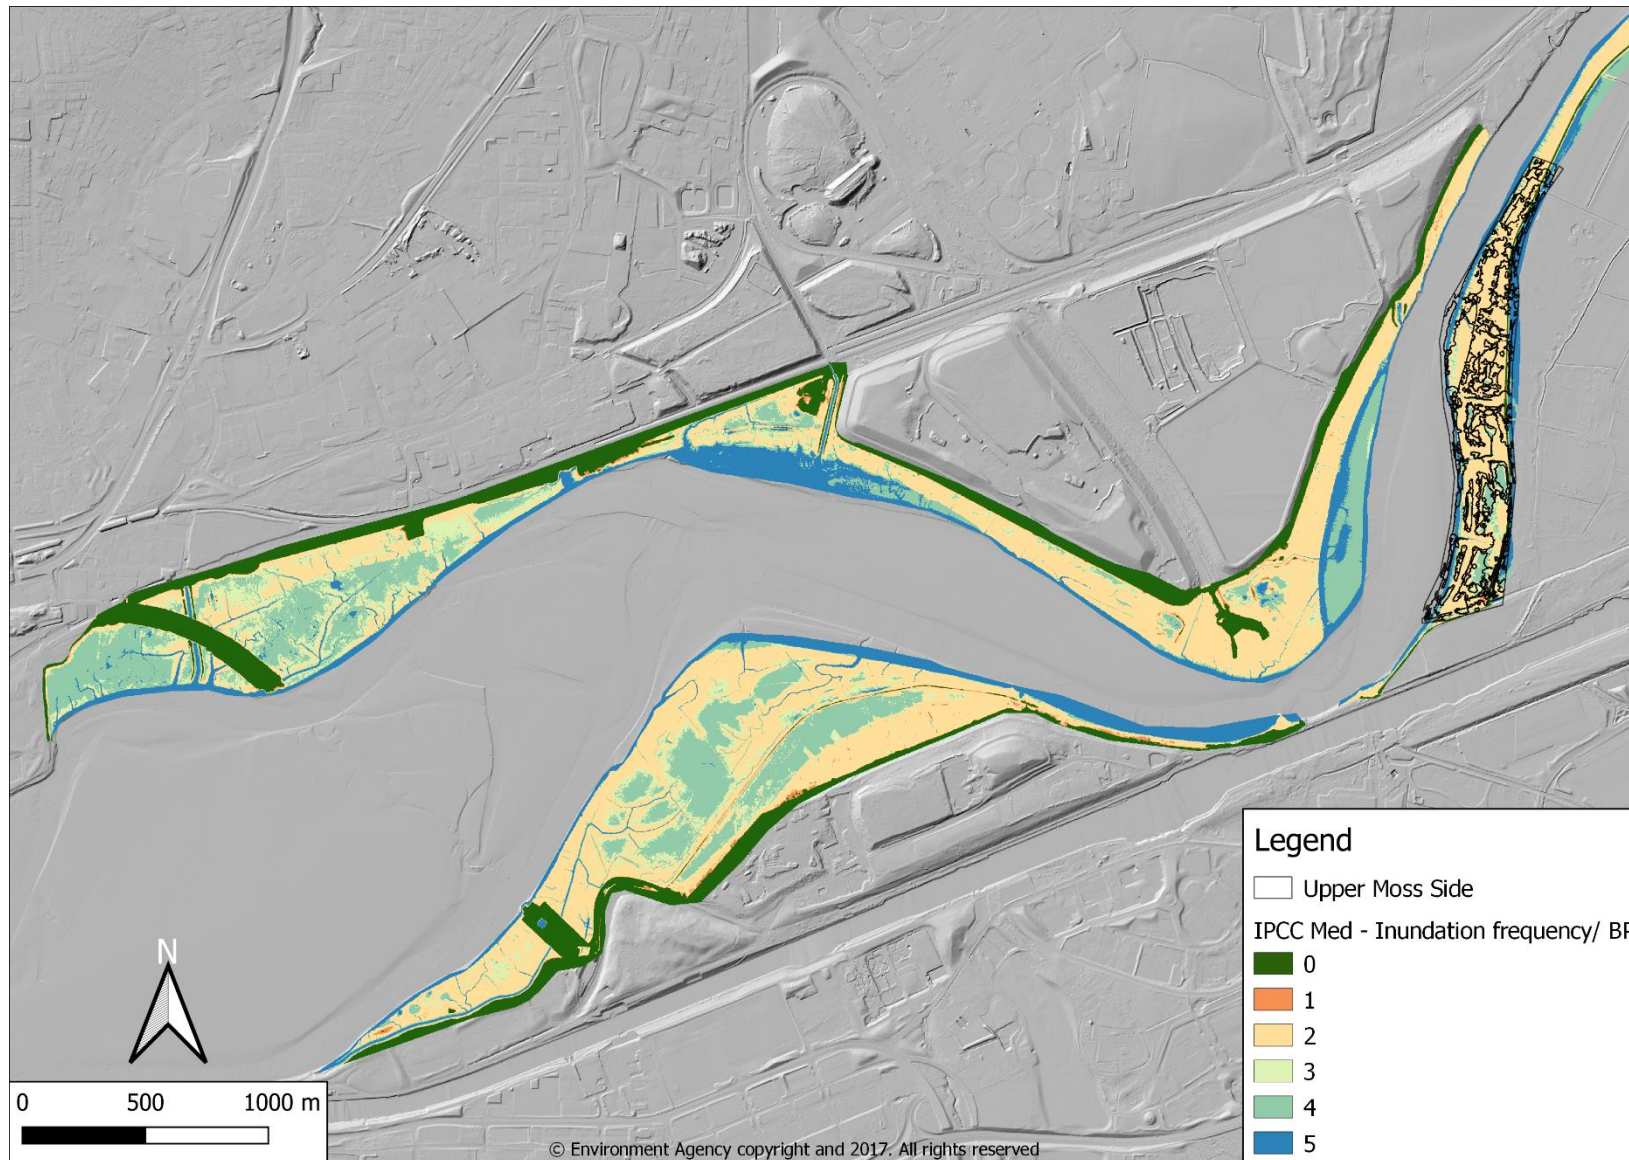 N
0 500 1000 m
© Environment Agency copyright and 2017. All rights reserved
Legend
Upper Moss Side
IPCC Med - Inundation frequency/ BP
0
1
2
3
4
5